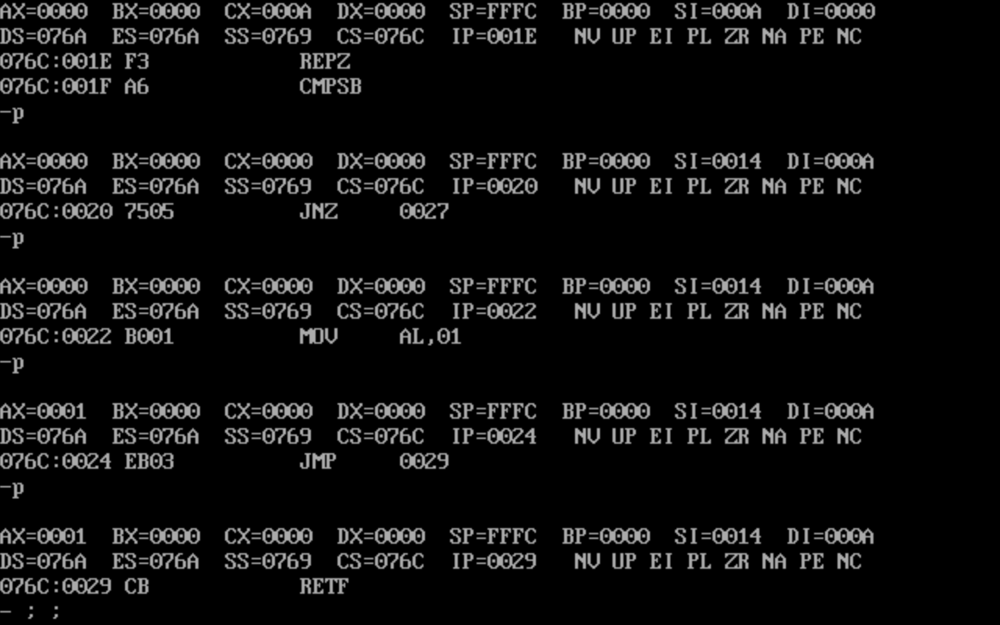 AX=0000  BX=0000  CX=000A  DX=0000  SP=FFFC  BP=0000  SI=000A  DI=0000
DS=076A  ES=076A  SS=0769  CS=076C  IP=001E   NV UP EI PL ZR NA PE NC
076C:001E F3            REPZ
076C:001F A6            CMPSB
-p
AX=0000  BX=0000  CX=0000  DX=0000  SP=FFFC  BP=0000  SI=0014  DI=000A
DS=076A  ES=076A  SS=0769  CS=076C  IP=0020   NV UP EI PL ZR NA PE NC
076C:0020 7505          JNZ     0027
-p
AX=0000  BX=0000  CX=0000  DX=0000  SP=FFFC  BP=0000  SI=0014  DI=000A
DS=076A  ES=076A  SS=0769  CS=076C  IP=0022   NV UP EI PL ZR NA PE NC
076C:0022 B001          MOV     AL,01
-p
AX=0001  BX=0000  CX=0000  DX=0000  SP=FFFC  BP=0000  SI=0014  DI=000A
DS=076A  ES=076A  SS=0769  CS=076C  IP=0024   NV UP EI PL ZR NA PE NC
076C:0024 EB03          JMP     0029
-p
AX=0001  BX=0000  CX=0000  DX=0000  SP=FFFC  BP=0000  SI=0014  DI=000A
DS=076A  ES=076A  SS=0769  CS=076C  IP=0029   NV UP EI PL ZR NA PE NC
076C:0029 CB            RETF
- ; ;